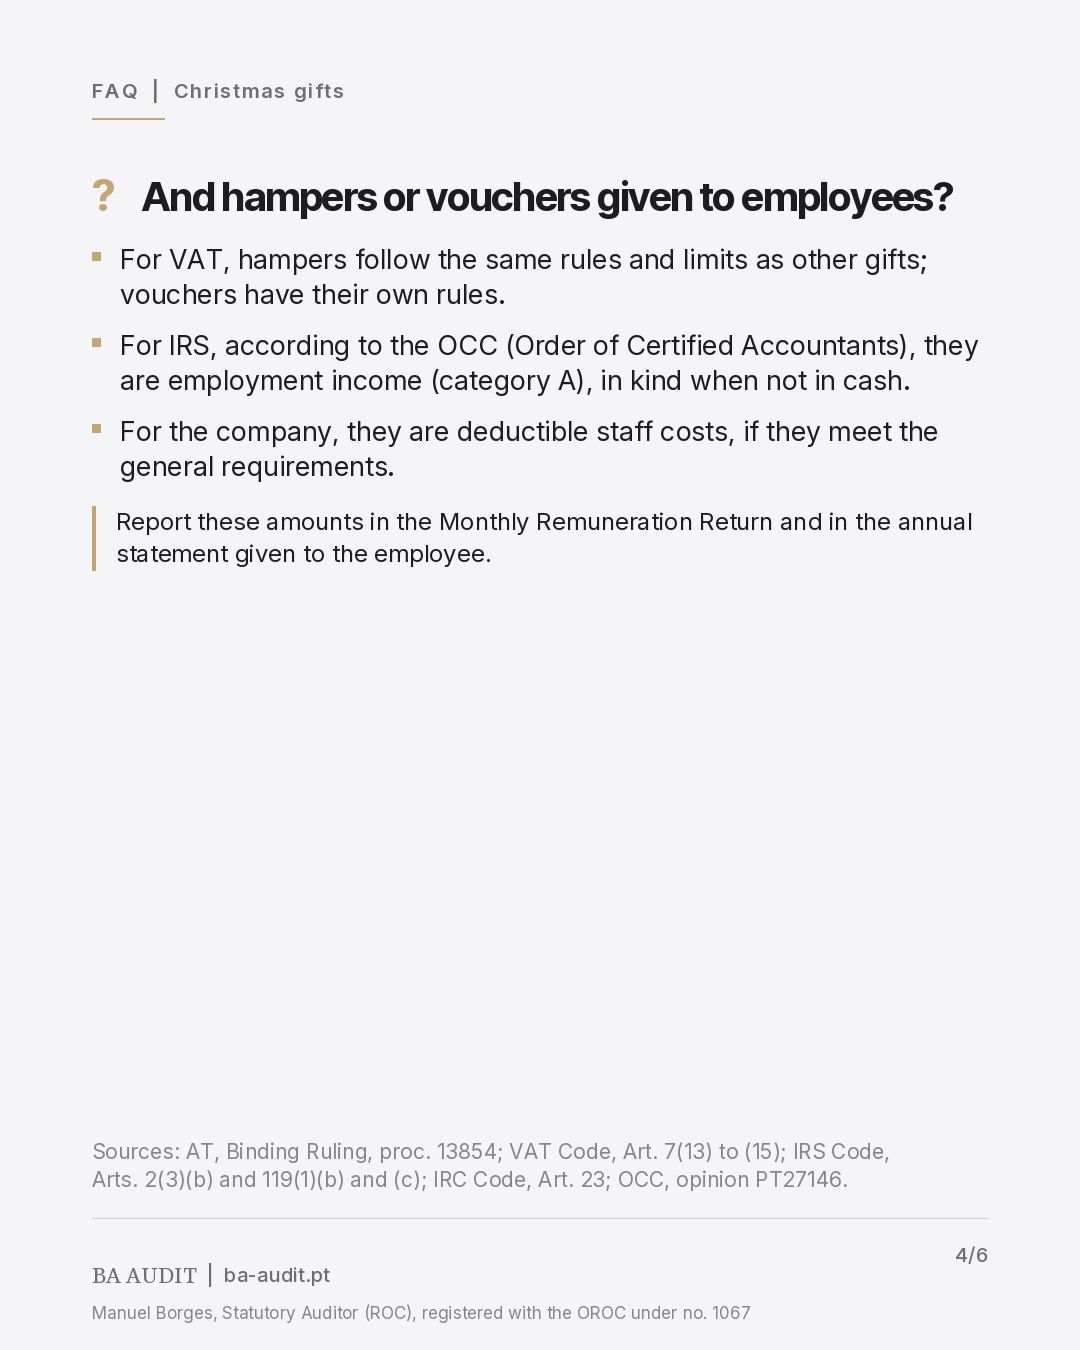 FAQ | Christmas gifts
? And hampers or vouchers given to employees?
For VAT, hampers follow the same rules and limits as other gifts;
vouchers have their own rules.
For IRS, according to the OCC (Order of Certified Accountants), they
are employment income (category A), in kind when not in cash.
For the company, they are deductible staff costs, if they meet the
general requirements.
Report these amounts in the Monthly Remuneration Return and in the annual
statement given to the employee.
Sources: AT, Binding Ruling, proc. 13854; VAT Code, Art. 7(13) to (15); IRS Code,
Arts. 2(3)(b) and 119(1)(b) and (c); IRC Code, Art. 23; OCC, opinion PT27146.
4/6
BA AUDIT | ba-audit.pt
Manuel Borges, Statutory Auditor (ROC), registered with the OROC under no. 1067